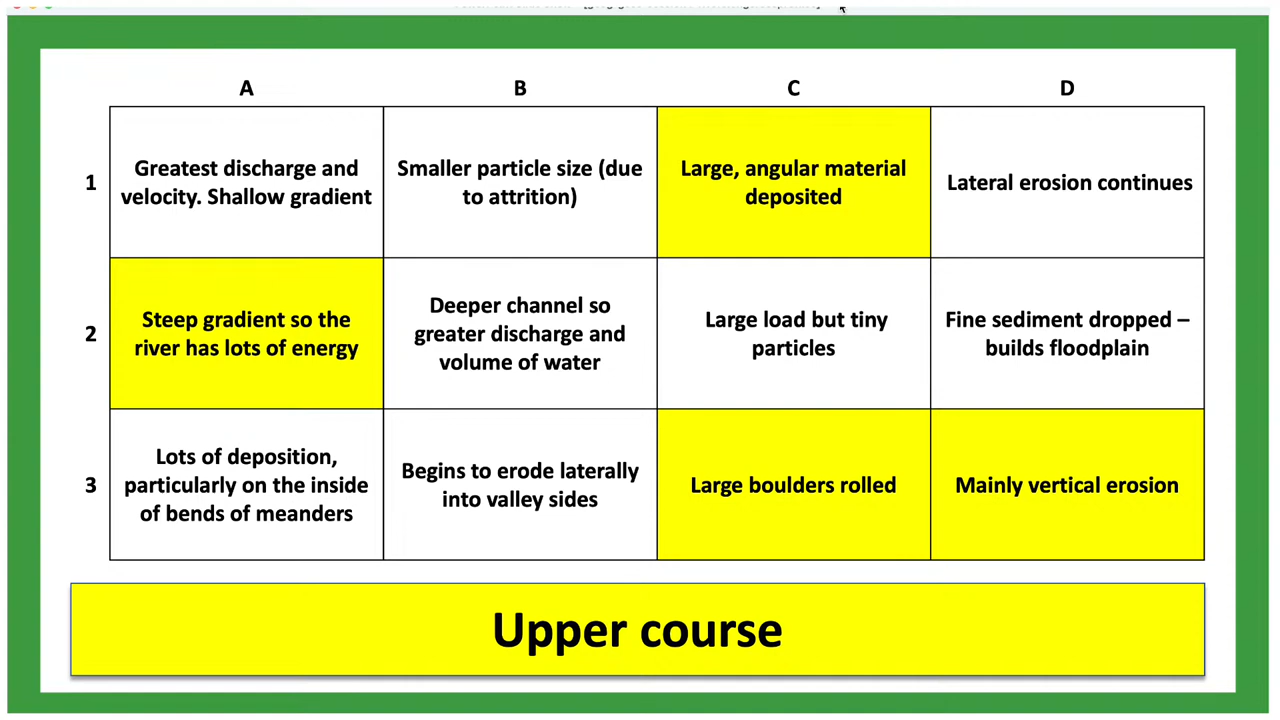 A B C D
1
Greatest discharge and
velocity. Shallow gradient
Smaller particle size (due
to attrition)
Large, angular material
deposited
Lateral erosion continues
2
Steep gradient so the
river has lots of energy
Deeper channel so
greater discharge and
volume of water
Large load but tiny
particles
Fine sediment dropped –
builds floodplain
3
Lots of deposition,
particularly on the inside
of bends of meanders
Begins to erode laterally
into valley sides
Large boulders rolled
Mainly vertical erosion
Upper course